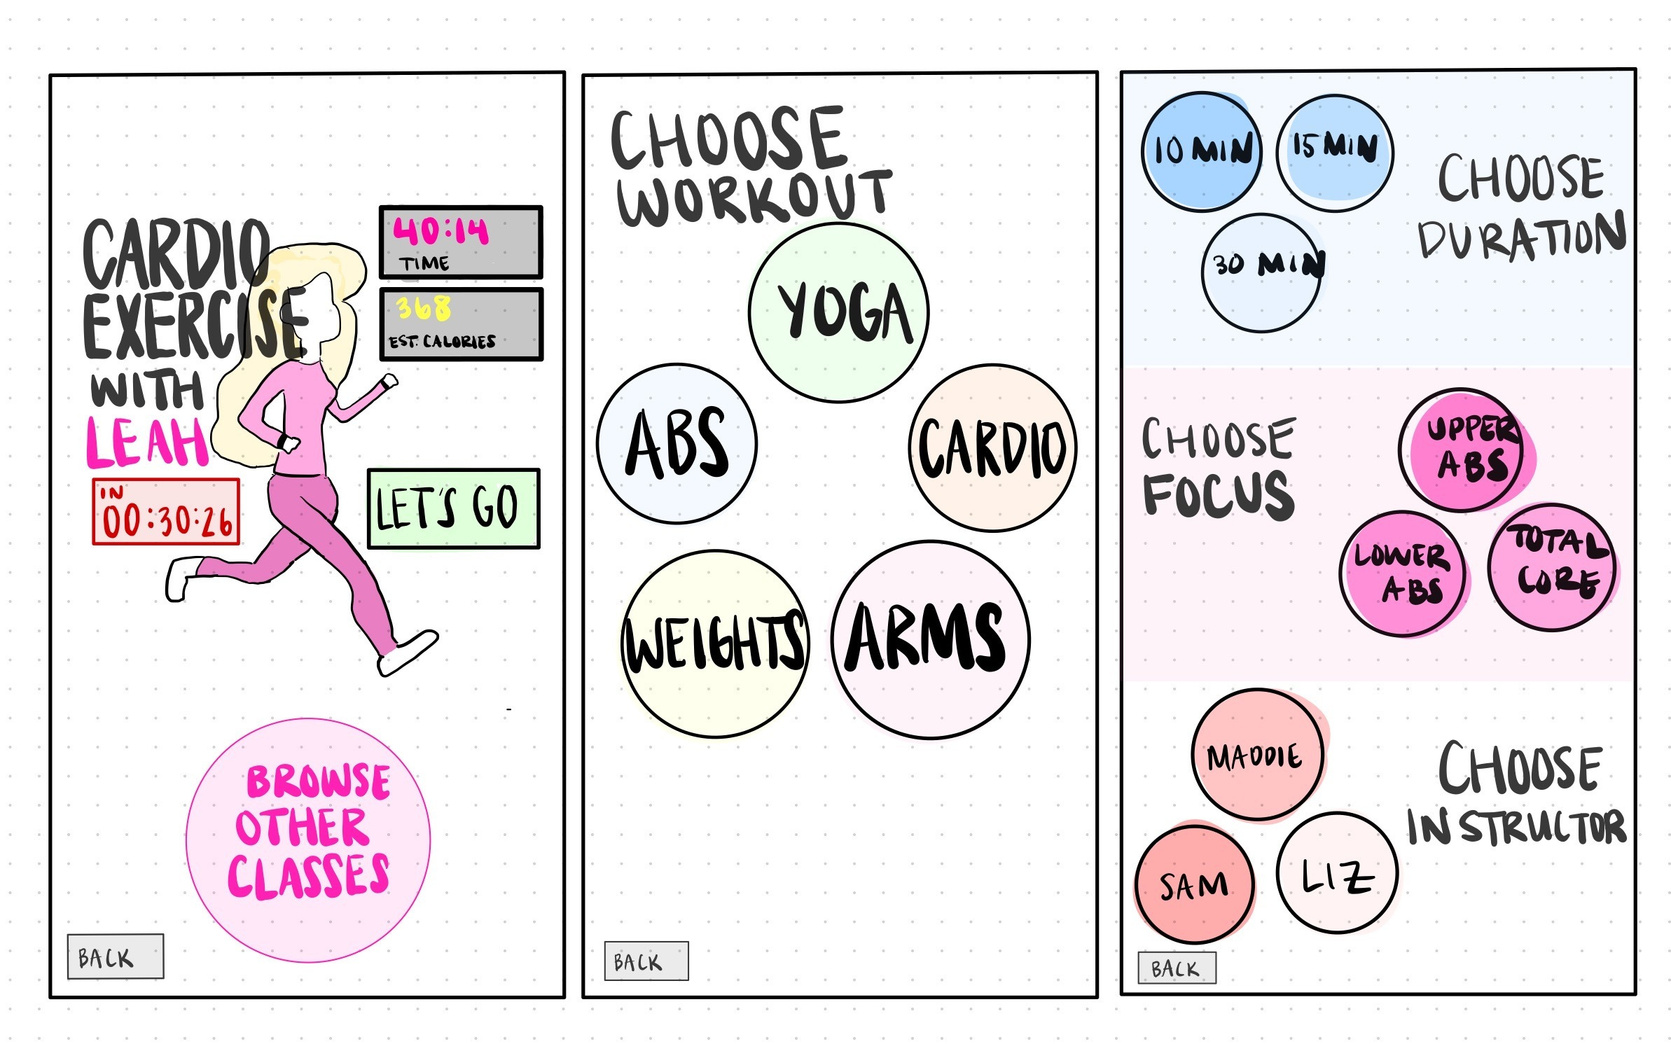 CARDIO
EXERCISE
WITH
LEAH
IN
00:30:26
40:14
TIME
368
EST. CALORIES
LET'S GO
BROWSE
OTHER
CLASSES
BACK
CHOOSE
WORKOUT
YOGA
ABS
CARDIO
WEIGHTS
ARMS
BACK
10 MIN
15 MIN
30 MIN
CHOOSE
DURATION
CHOOSE
FOCUS
UPPER
ABS
LOWER
ABS
TOTAL
CORE
MADDIE
SAM
LIZ
CHOOSE
INSTRUCTOR
BACK